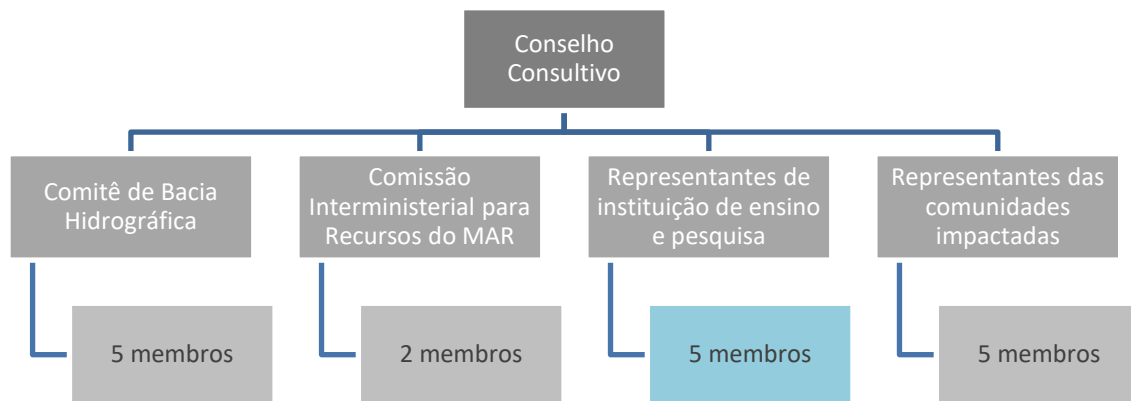 Conselho
Consultivo
Comitê de Bacia
Hidrográfica
Comissão
Interministerial para
Recursos do MAR
Representantes de
instituição de ensino
e pesquisa
Representantes das
comunidades
impactadas
5 membros
2 membros
5 membros
5 membros